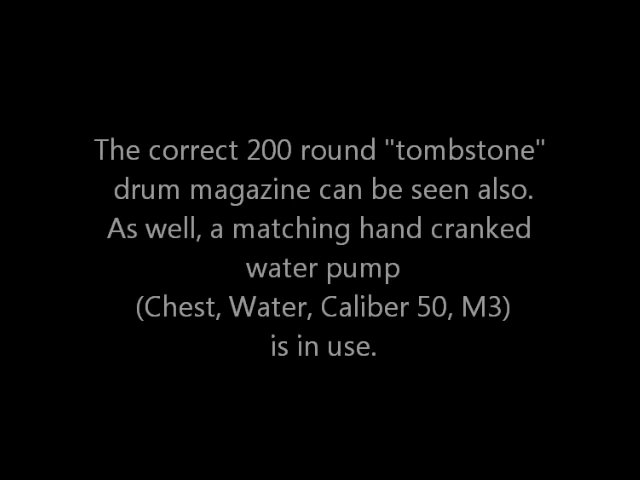 The correct 200 round "tombstone"
drum magazine can be seen also.
As well, a matching hand cranked
water pump
(Chest, Water, Caliber 50, M3)
is in use.